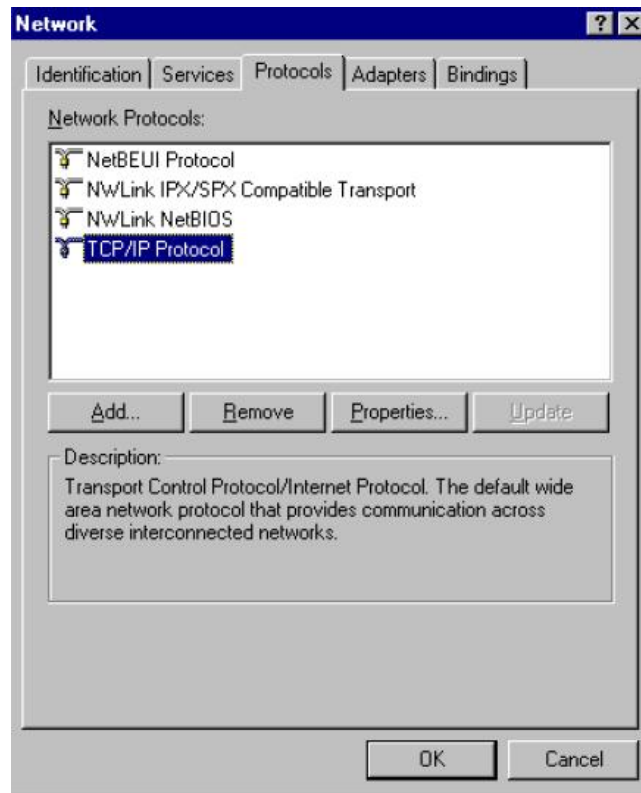 Network
Identification Services Protocols Adapters Bindings
Network Protocols:
NetBEUI Protocol
NWLink IPX/SPX Compatible Transport
NWLink NetBIOS
TCP/IP Protocol
Add... Remove Properties... Update
Description:
Transport Control Protocol/Internet Protocol. The default wide
area network protocol that provides communication across
diverse interconnected networks.
OK Cancel